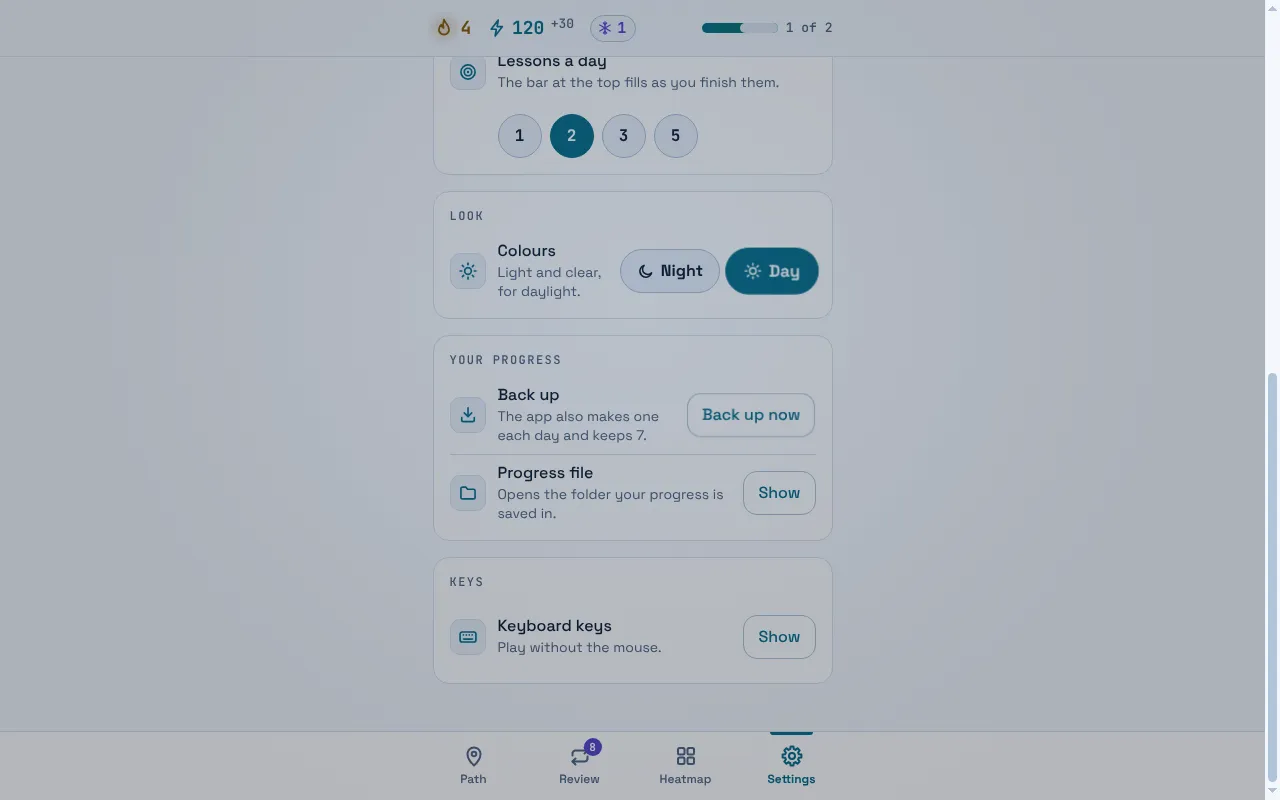 4 120 +30 1 1 of 2
Lessons a day
The bar at the top fills as you finish them.
1 2 3 5
LOOK
Colours
Light and clear,
for daylight.
Night Day
YOUR PROGRESS
Back up
The app also makes one
each day and keeps 7.
Back up now
Progress file
Opens the folder your progress is
saved in.
Show
KEYS
Keyboard keys
Play without the mouse.
Show
8
Path Review Heatmap Settings